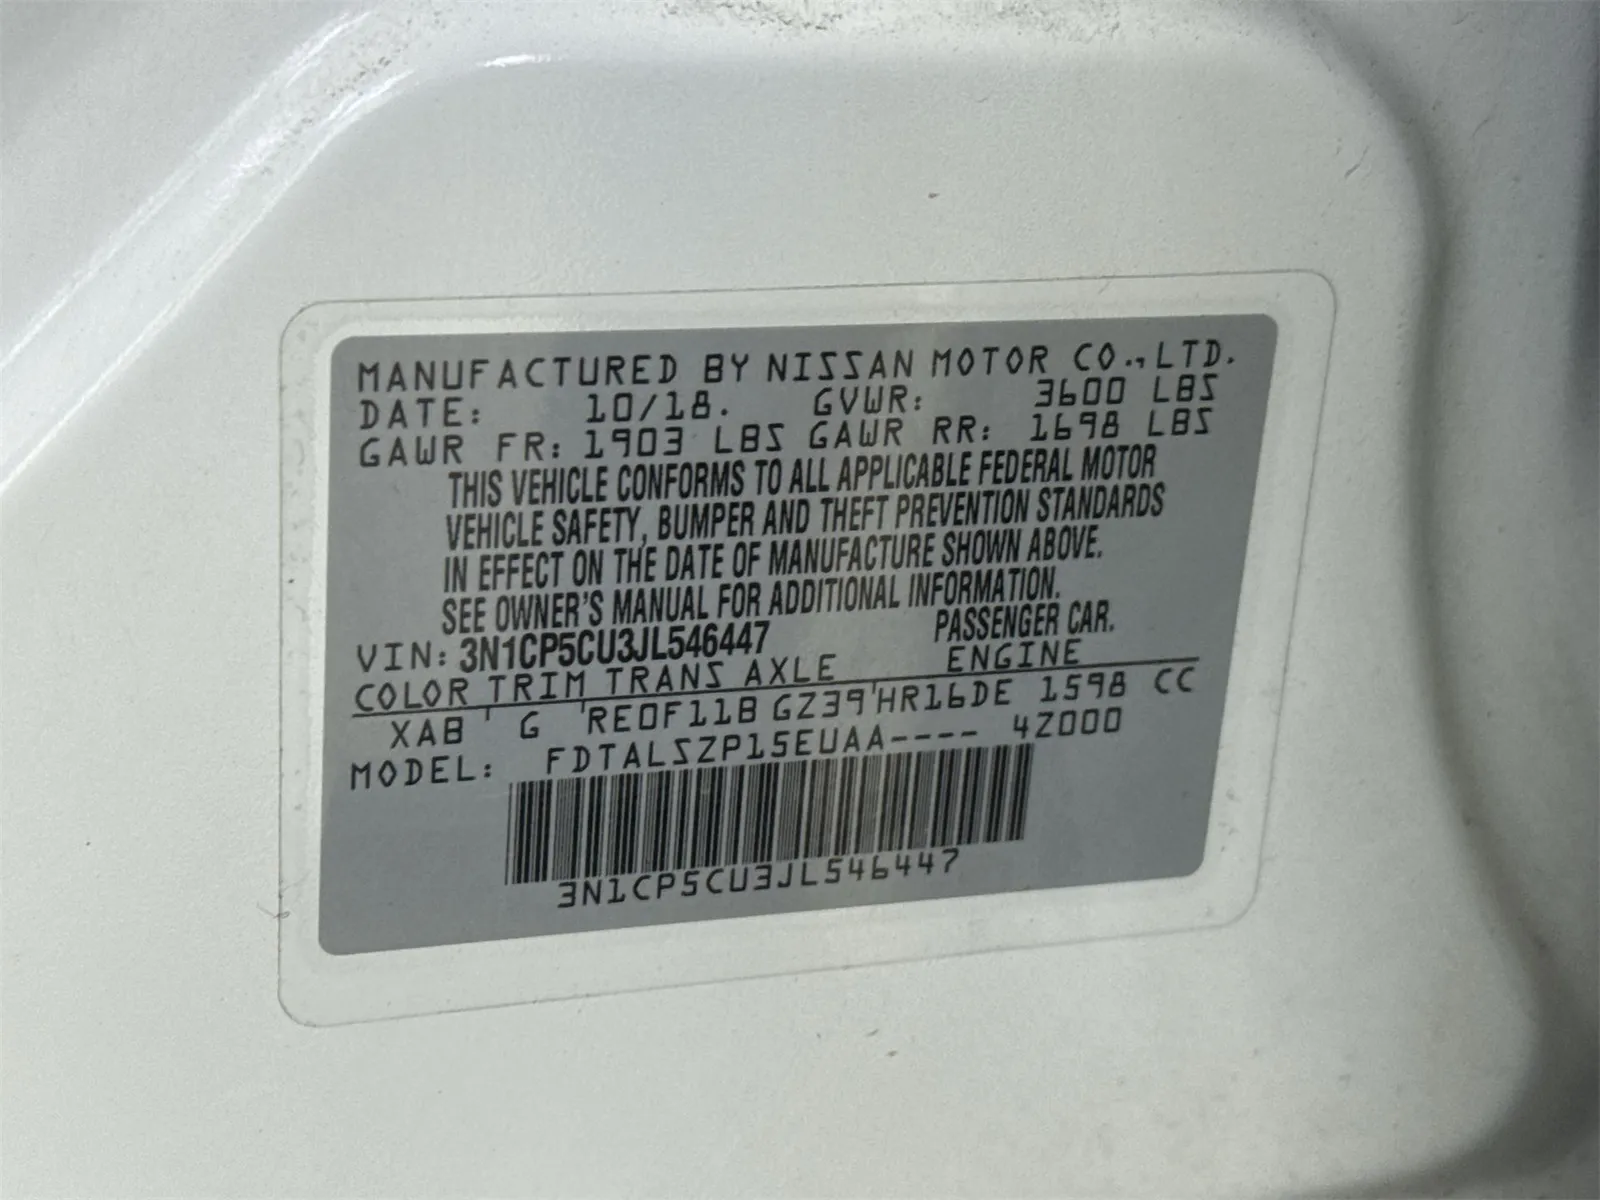 MANUFACTURED BY NISSAN MOTOR CO.,LTD.
DATE: 10/18. GVWR: 3600 LBS
GAWR FR: 1903 LBS GAWR RR: 1698 LBS
THIS VEHICLE CONFORMS TO ALL APPLICABLE FEDERAL MOTOR
VEHICLE SAFETY, BUMPER AND THEFT PREVENTION STANDARDS
IN EFFECT ON THE DATE OF MANUFACTURE SHOWN ABOVE.
SEE OWNER'S MANUAL FOR ADDITIONAL INFORMATION.
VIN: 3N1CP5CU3JL546447 PASSENGER CAR.
COLOR TRIM TRANS AXLE ENGINE
XAB G RE0F11B GZ39 HR16DE 1598 CC
MODEL: FDTALSZP15EUAA---- 4Z000
3N1CP5CU3JL546447